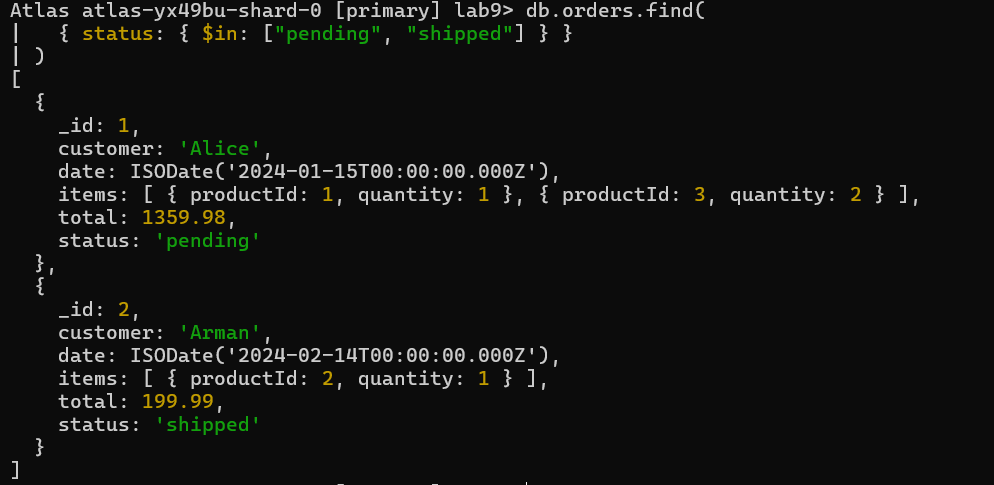 Atlas atlas-yx49bu-shard-0 [primary] lab9> db.orders.find(
|   { status: { $in: ["pending", "shipped"] } }
| )
[
  {
    _id: 1,
    customer: 'Alice',
    date: ISODate('2024-01-15T00:00:00.000Z'),
    items: [ { productId: 1, quantity: 1 }, { productId: 3, quantity: 2 } ],
    total: 1359.98,
    status: 'pending'
  },
  {
    _id: 2,
    customer: 'Arman',
    date: ISODate('2024-02-14T00:00:00.000Z'),
    items: [ { productId: 2, quantity: 1 } ],
    total: 199.99,
    status: 'shipped'
  }
]